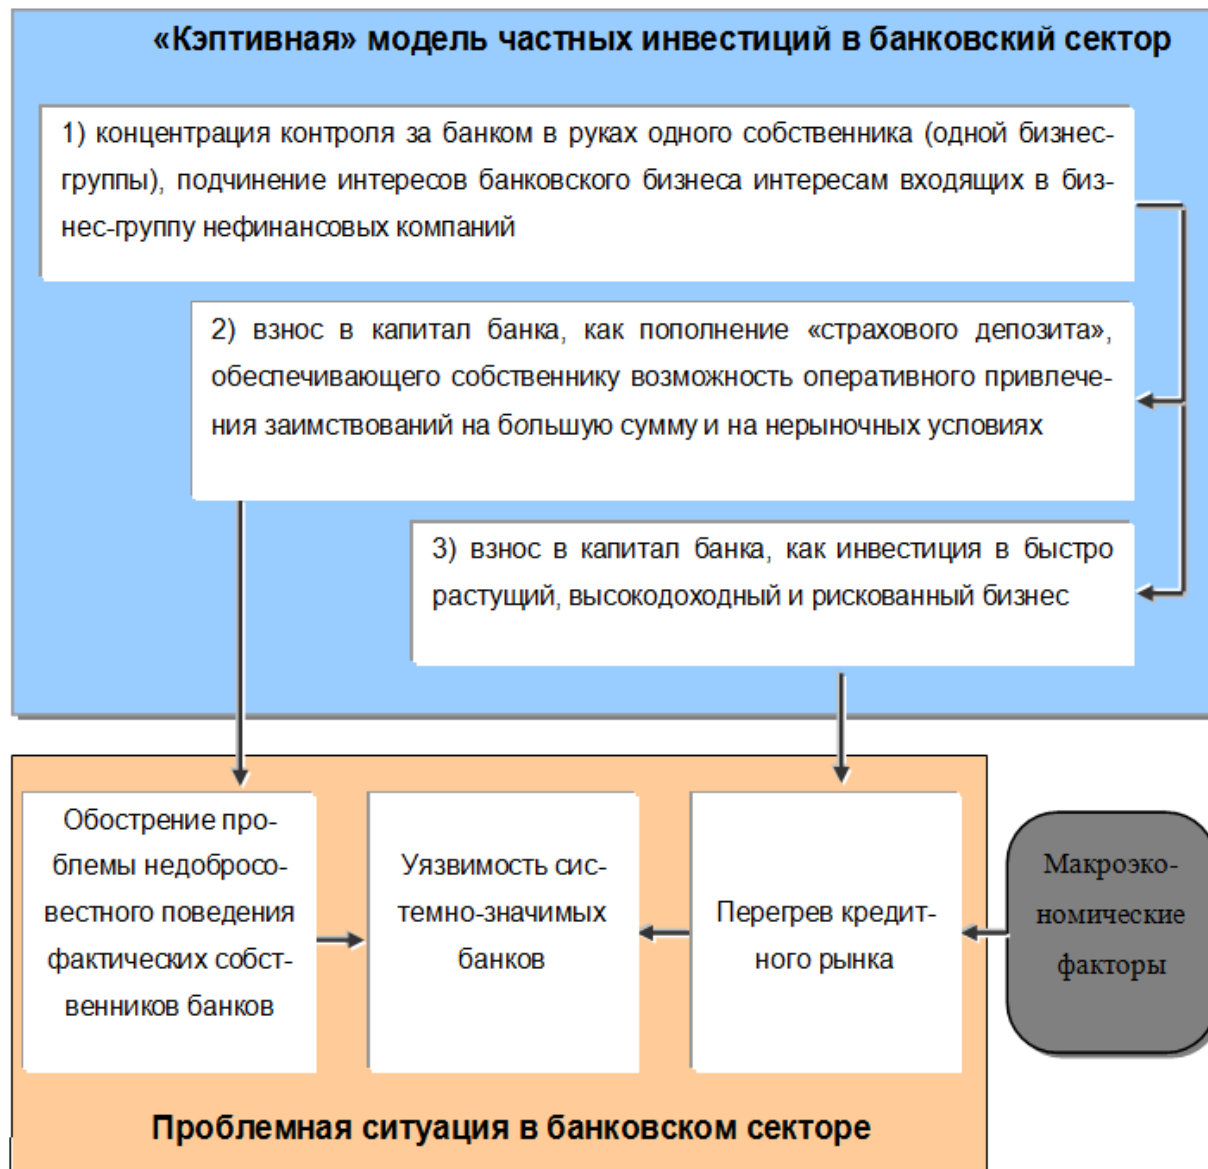 «Кэптивная» модель частных инвестиций в банковский сектор
1) концентрация контроля за банком в руках одного собственника (одной бизнес-
группы), подчинение интересов банковского бизнеса интересам входящих в биз-
нес-группу нефинансовых компаний
2) взнос в капитал банка, как пополнение «страхового депозита»,
обеспечивающего собственнику возможность оперативного привлече-
ния заимствований на большую сумму и на нерыночных условиях
3) взнос в капитал банка, как инвестиция в быстро
растущий, высокодоходный и рискованный бизнес
Обострение про-
блемы недобросо-
вестного поведения
фактических собст-
венников банков
Уязвимость сис-
темно-значимых
банков
Перегрев кредит-
ного рынка
Макроэко-
номические
факторы
Проблемная ситуация в банковском секторе